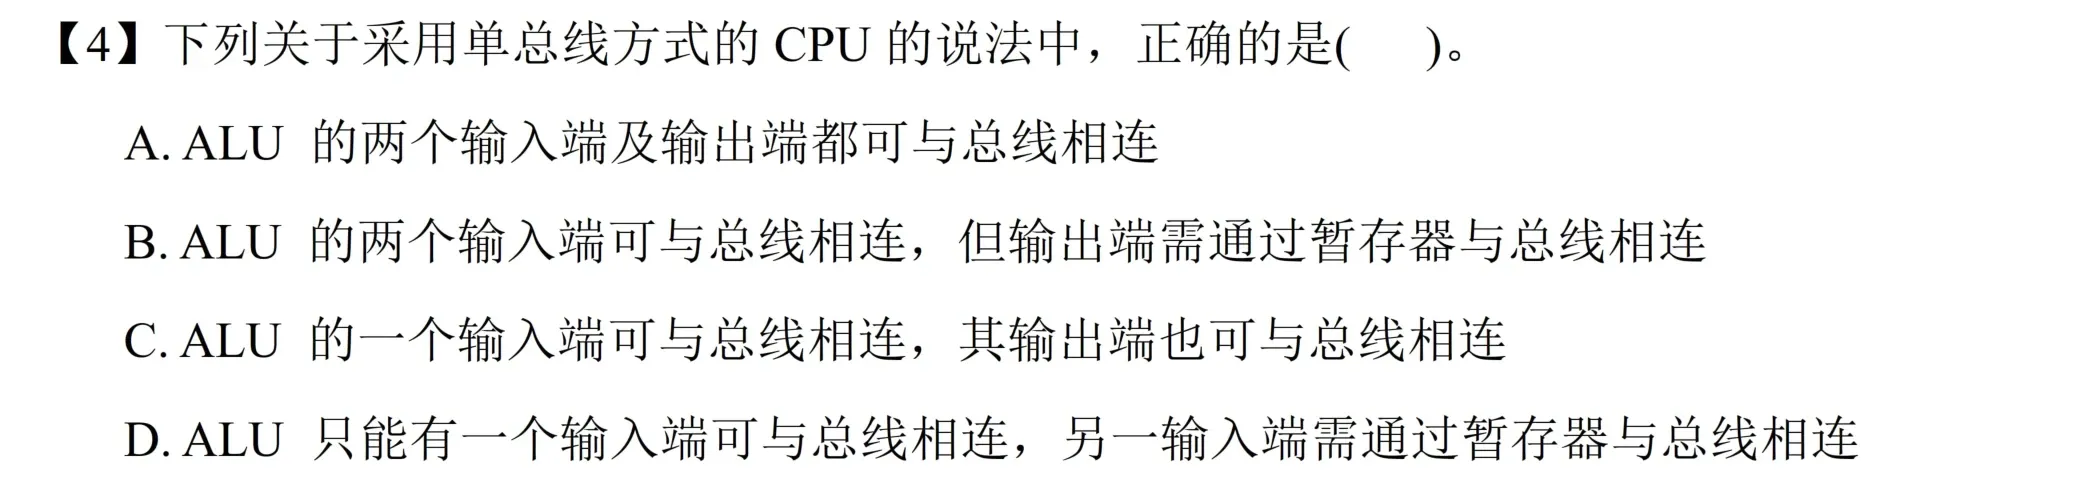 【4】下列关于采用单总线方式的 CPU 的说法中，正确的是(    )。
A. ALU 的两个输入端及输出端都可与总线相连
B. ALU 的两个输入端可与总线相连，但输出端需通过暂存器与总线相连
C. ALU 的一个输入端可与总线相连，其输出端也可与总线相连
D. ALU 只能有一个输入端可与总线相连，另一输入端需通过暂存器与总线相连